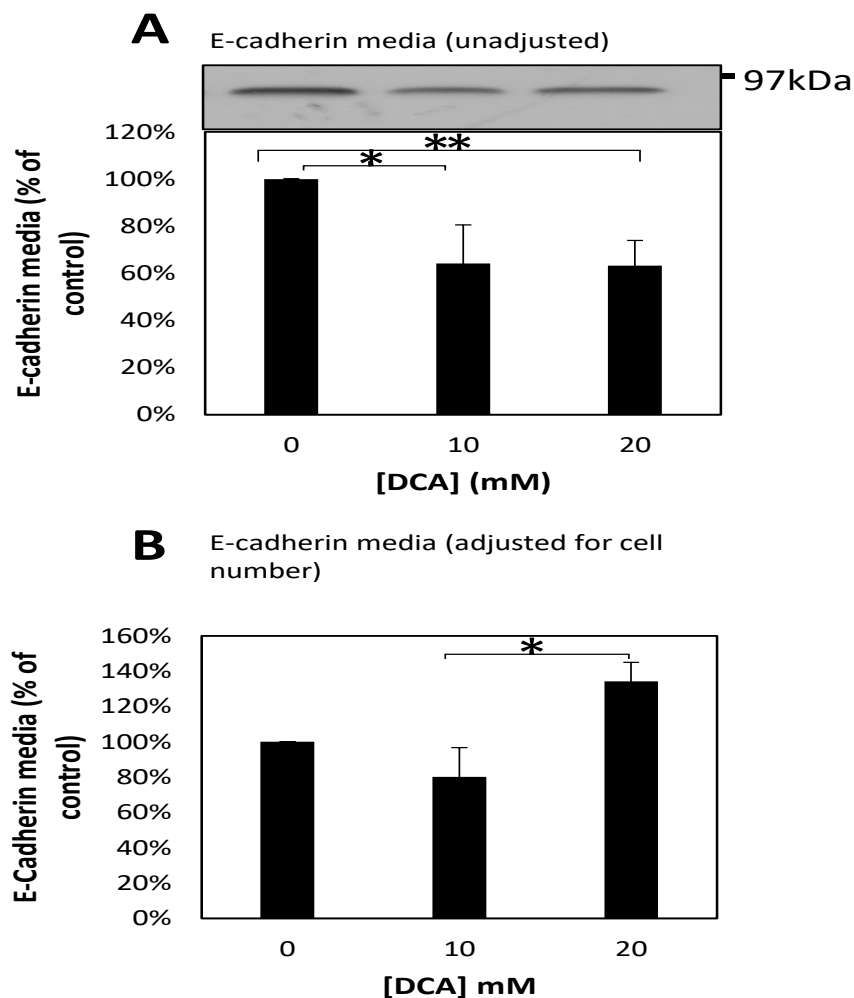 A
E-cadherin media (unadjusted)
97kDa
E-cadherin media (% of
control)
120%
100%
80%
60%
40%
20%
0%
**
*
0 10 20
[DCA] (mM)
B
E-cadherin media (adjusted for cell
number)
E-Cadherin media (% of
control)
160%
140%
120%
100%
80%
60%
40%
20%
0%
*
0 10 20
[DCA] mM